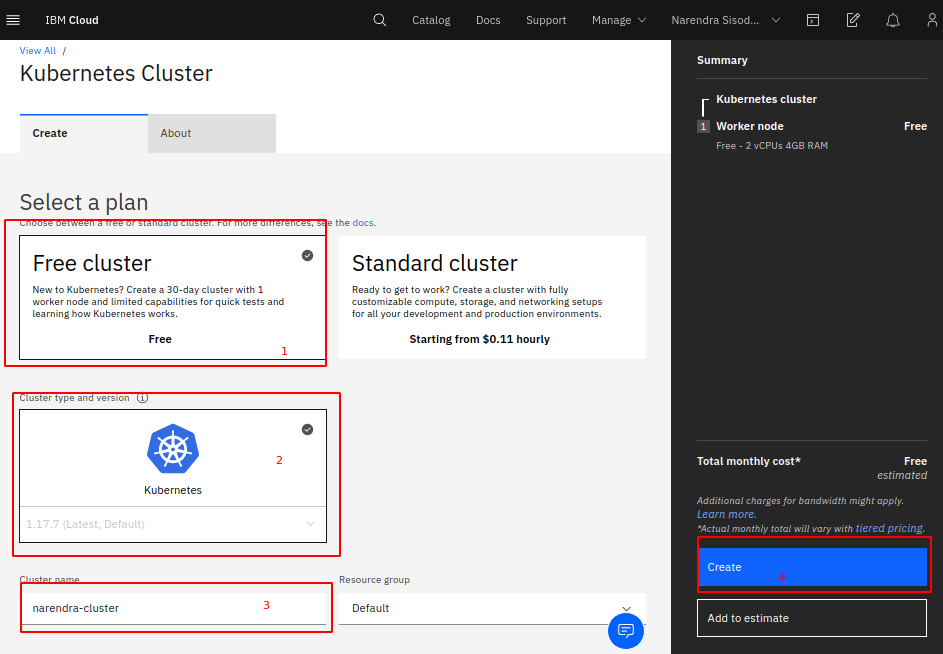 IBM Cloud
Catalog
Docs
Support
Manage
Narendra Sisod...
View All /
Kubernetes Cluster
Create
About
Select a plan
Choose between a free or standard cluster. For more differences, see the docs.
Free cluster
New to Kubernetes? Create a 30-day cluster with 1
worker node and limited capabilities for quick tests and
learning how Kubernetes works.
Free
1
Standard cluster
Ready to get to work? Create a cluster with fully
customizable compute, storage, and networking setups
for all your development and production environments.
Starting from $0.11 hourly
Cluster type and version
2
Kubernetes
1.17.7 (Latest, Default)
Cluster name
narendra-cluster
3
Resource group
Default
Summary
Kubernetes cluster
1 Worker node Free
Free - 2 vCPUs 4GB RAM
Total monthly cost* Free
estimated
Additional charges for bandwidth might apply.
Learn more.
*Actual monthly total will vary with tiered pricing.
Create
4
Add to estimate